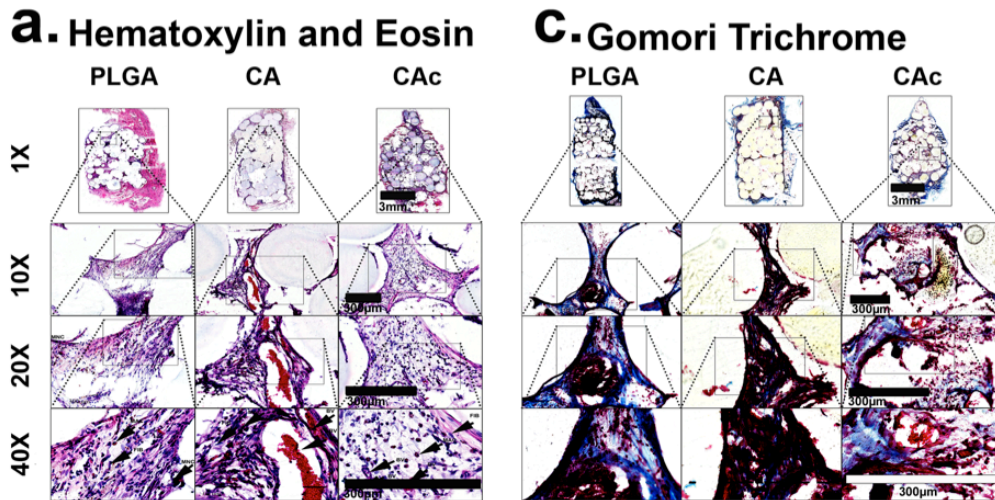 a. Hematoxylin and Eosin
PLGA CA CAc
1X
3mm
10X
300µm
20X
300µm
40X
300µm
c. Gomori Trichrome
PLGA CA CAc
3mm
300µm
300µm
300µm